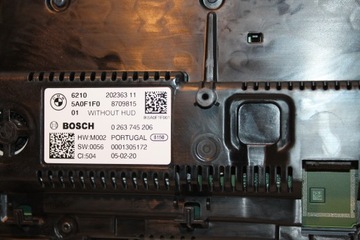 6210 202363 11
5A0F1F0 8709815
01 WITHOUT HUD
BOSCH 0 263 745 206
HW:M002 PORTUGAL
SW:0056 0001305172
CI:504 05-02-20